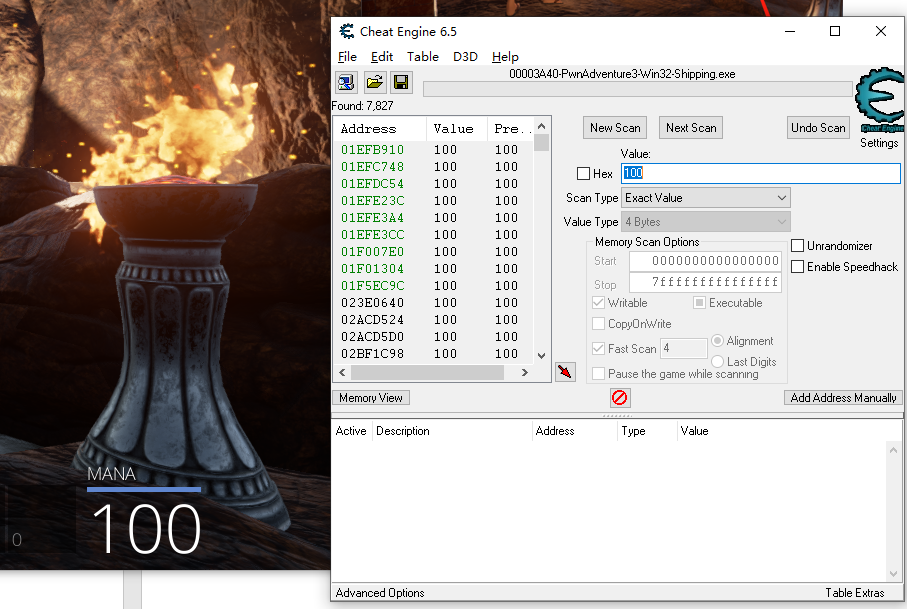 Cheat Engine 6.5
File Edit Table D3D Help
00003A40-PwnAdventure3-Win32-Shipping.exe
Found: 7,827
Address Value Pre..
01EFB910 100 100
01EFC748 100 100
01EFDC54 100 100
01EFE23C 100 100
01EFE3A4 100 100
01EFE3CC 100 100
01F007E0 100 100
01F01304 100 100
01F5EC9C 100 100
023E0640 100 100
02ACD524 100 100
02ACD5D0 100 100
02BF1C98 100 100
New Scan Next Scan Undo Scan
Cheat Engine
Settings
Value:
Hex 100
Scan Type Exact Value
Value Type 4 Bytes
Memory Scan Options
Start 0000000000000000
Stop 7fffffffffffffff
Writable Executable
CopyOnWrite
Fast Scan 4 Alignment
Last Digits
Pause the game while scanning
Unrandomizer
Enable Speedhack
Memory View Add Address Manually
Active Description Address Type Value
Advanced Options Table Extras
MANA
100
0